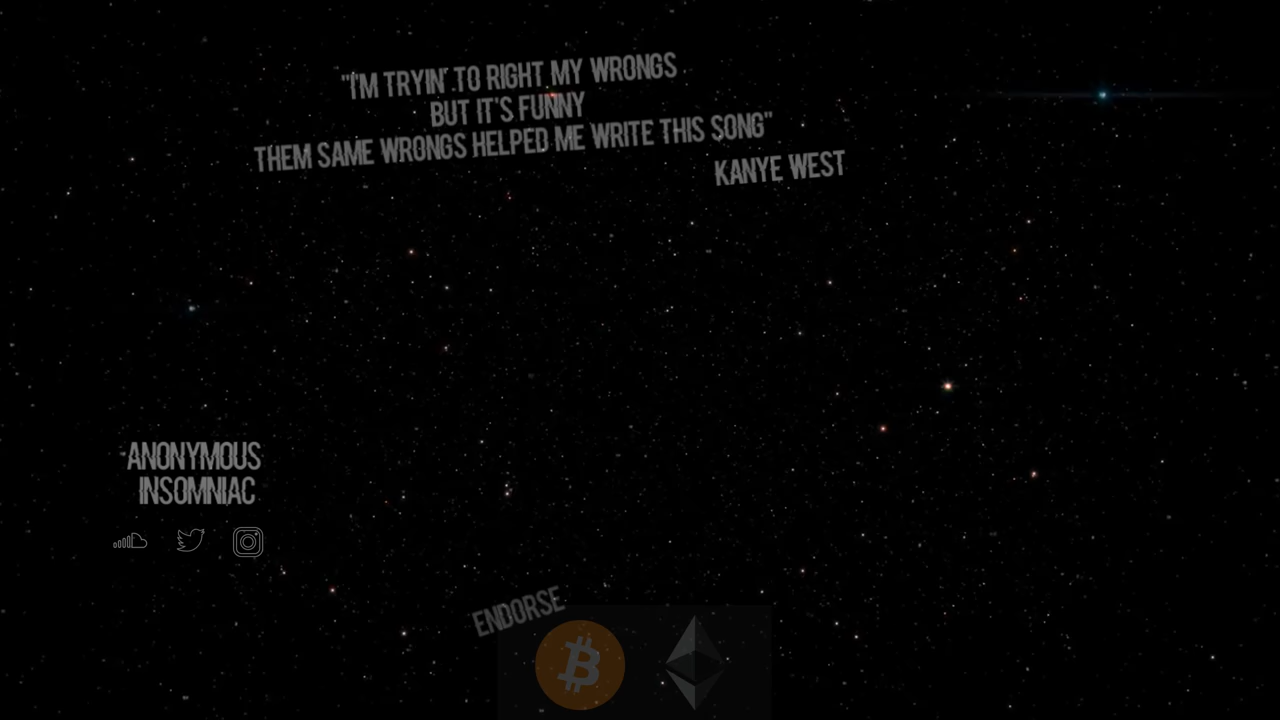 "I'M TRYIN' TO RIGHT MY WRONGS
BUT IT'S FUNNY
THEM SAME WRONGS HELPED ME WRITE THIS SONG"
KANYE WEST
ANONYMOUS
INSOMNIAC
ENDORSE